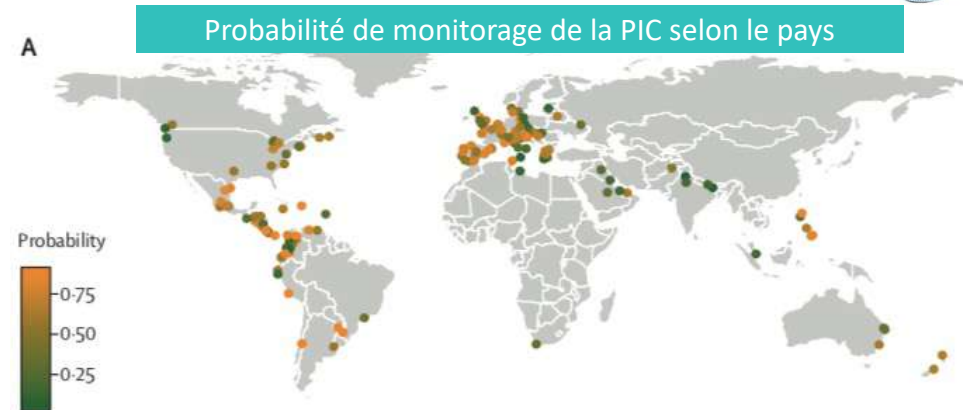 Probabilité de monitorage de la PIC selon le pays
A
Probability
0·75
0·50
0·25